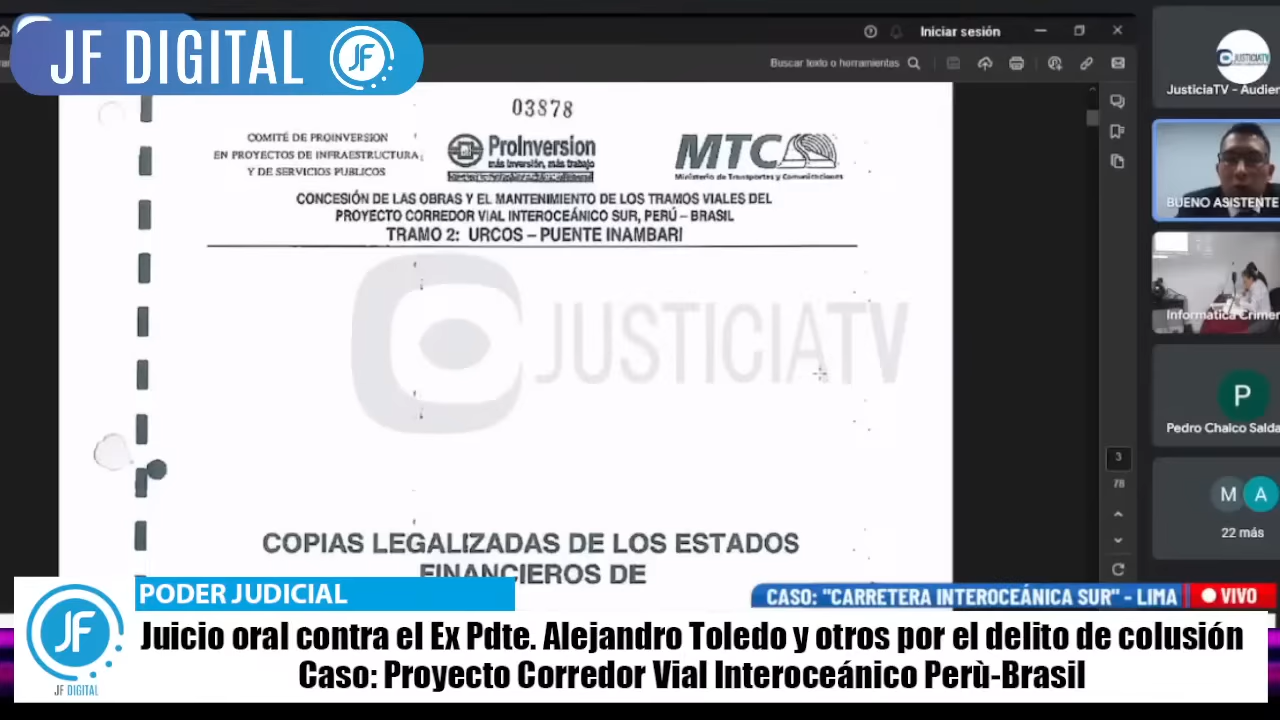 JF DIGITAL
JF
Iniciar sesión
Buscar texto o herramientas
03878
COMITÉ DE PROINVERSION
EN PROYECTOS DE INFRAESTRUCTURA
Y DE SERVICIOS PUBLICOS
ProInversion
más inversión, más trabajo
MTC
Ministerio de Transportes y Comunicaciones
CONCESIÓN DE LAS OBRAS Y EL MANTENIMIENTO DE LOS TRAMOS VIALES DEL
PROYECTO CORREDOR VIAL INTEROCEÁNICO SUR, PERÚ – BRASIL
TRAMO 2: URCOS – PUENTE INAMBARI
JUSTICIATV
COPIAS LEGALIZADAS DE LOS ESTADOS
FINANCIEROS DE
3
78
JUSTICIATV
JusticiaTV - Audien
BUENO ASISTENTE
Informatica Crimen
P
Pedro Chalco Salda
M
A
22 más
PODER JUDICIAL
CASO: "CARRETERA INTEROCEÁNICA SUR" - LIMA
VIVO
JF
JF DIGITAL
Juicio oral contra el Ex Pdte. Alejandro Toledo y otros por el delito de colusión
Caso: Proyecto Corredor Vial Interoceánico Perù-Brasil